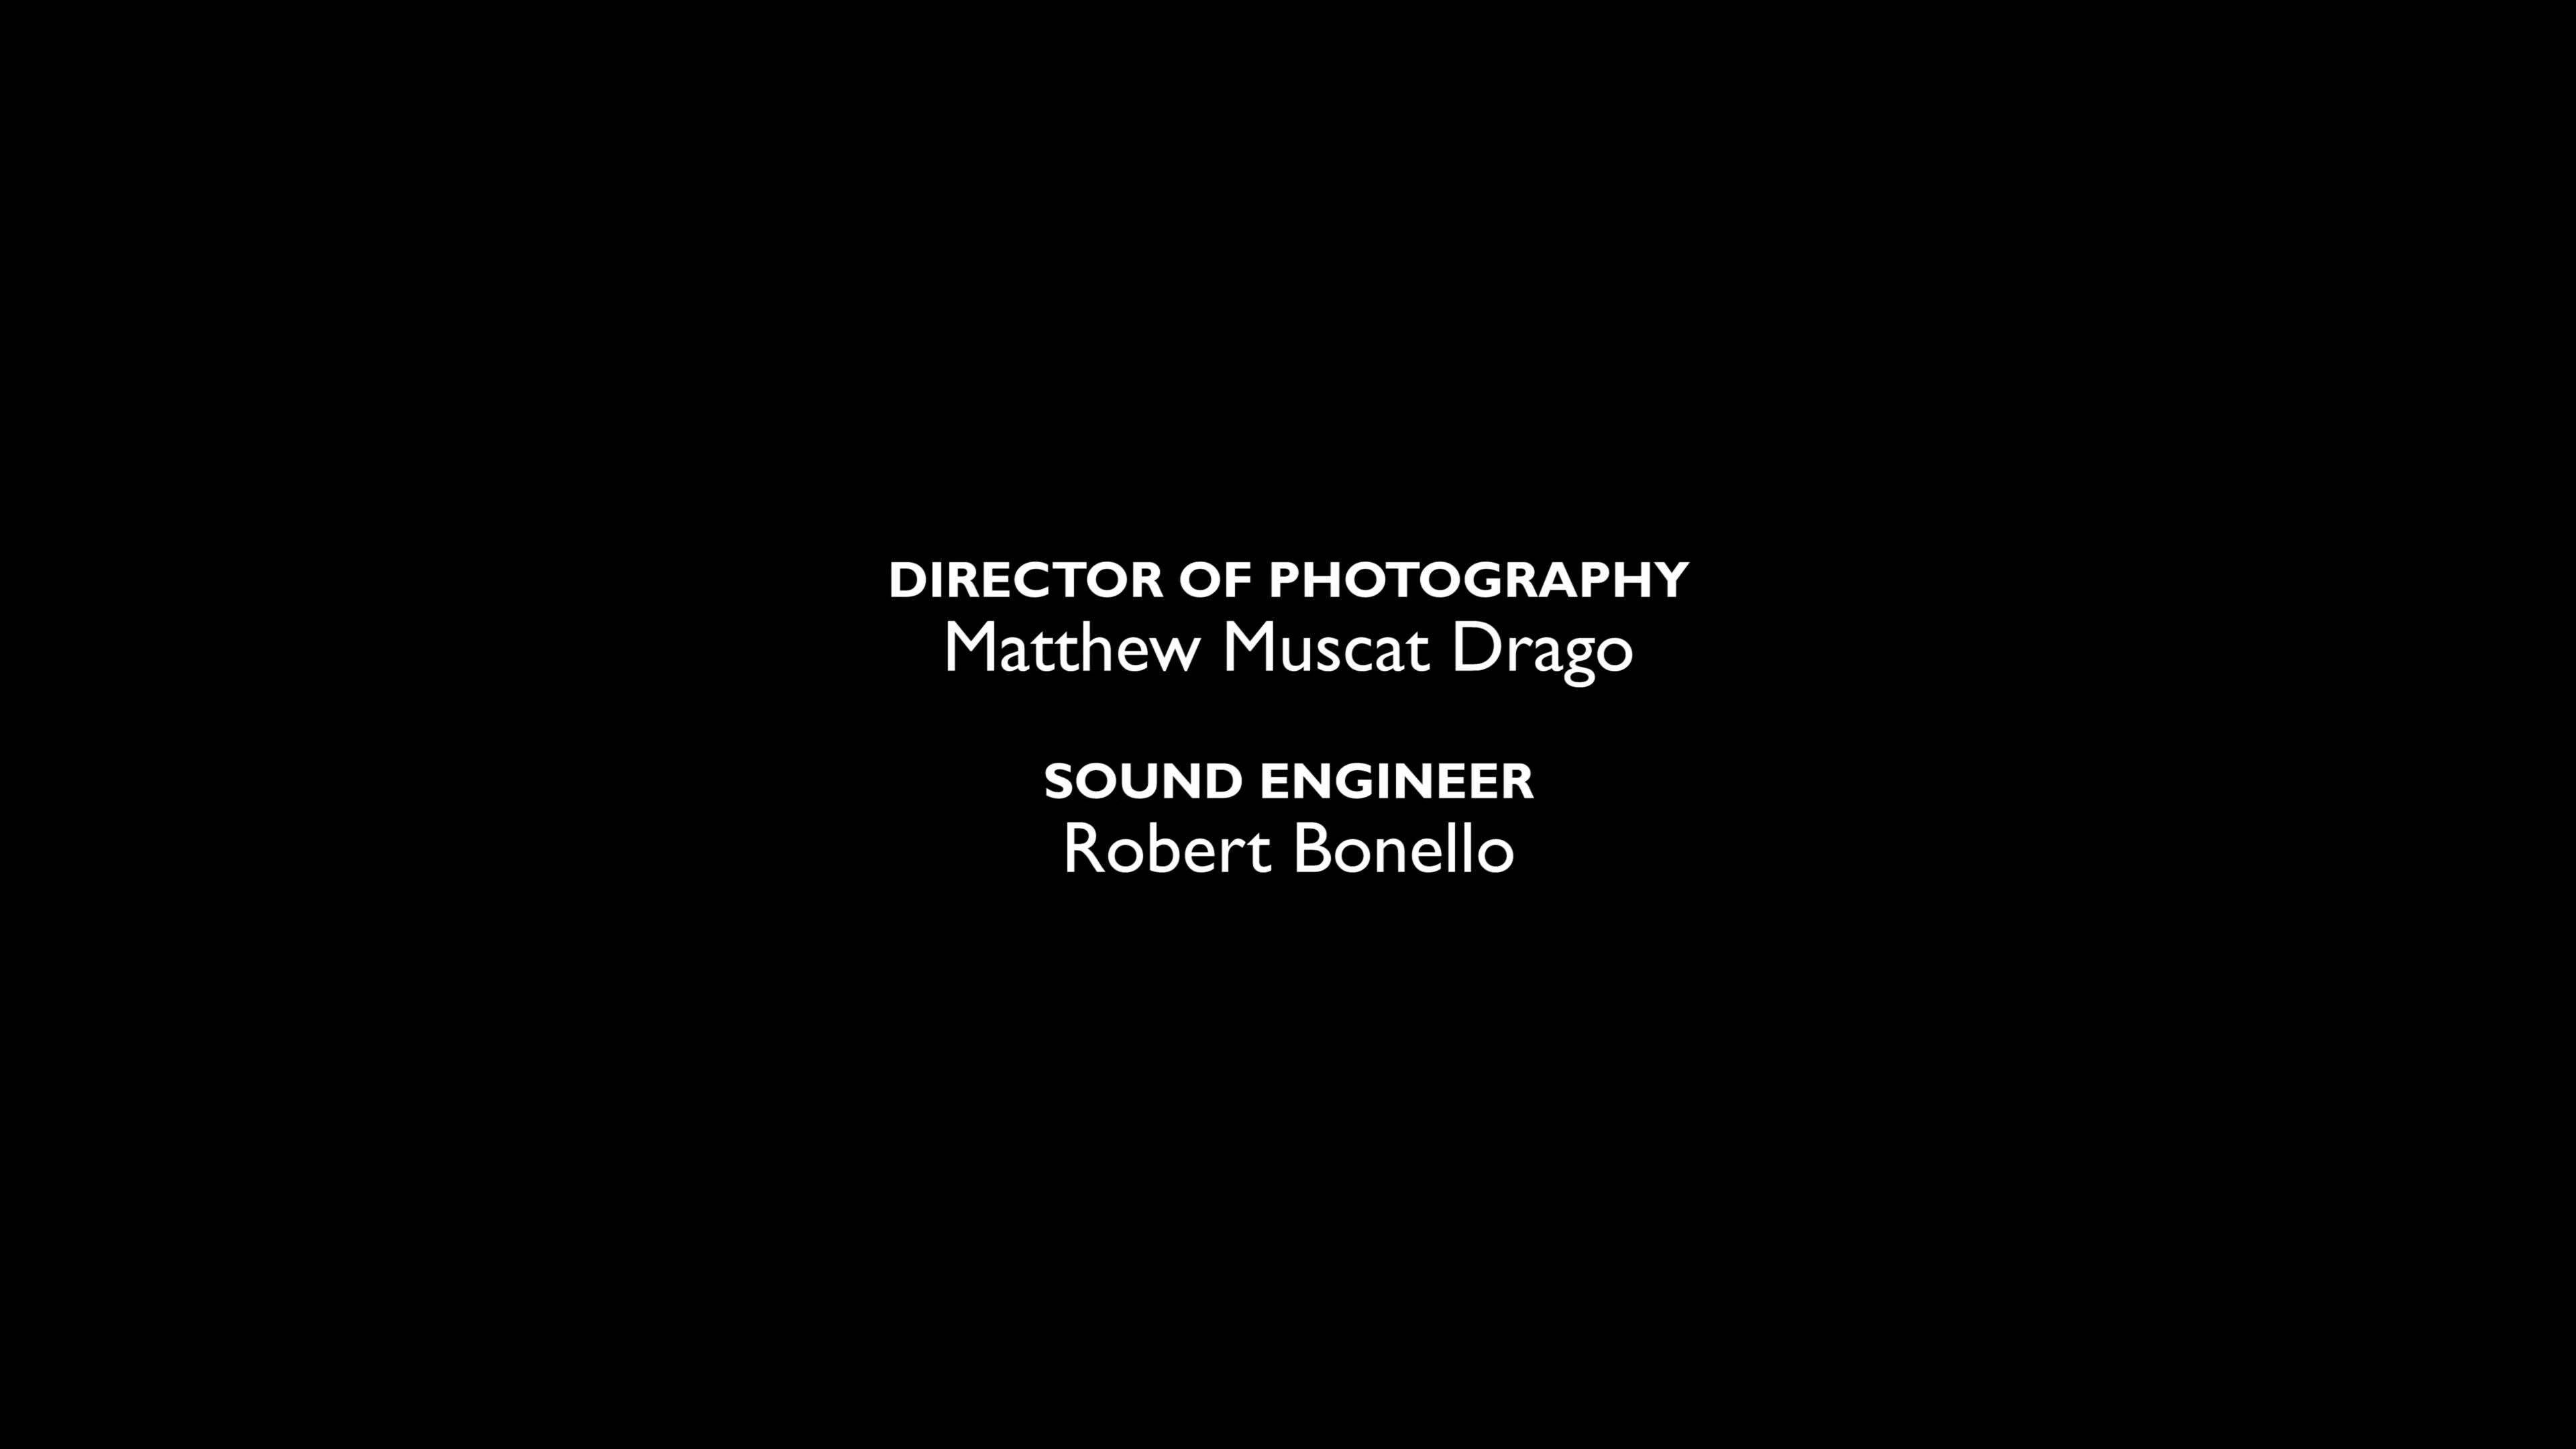 DIRECTOR OF PHOTOGRAPHY
Matthew Muscat Drago
SOUND ENGINEER
Robert Bonello